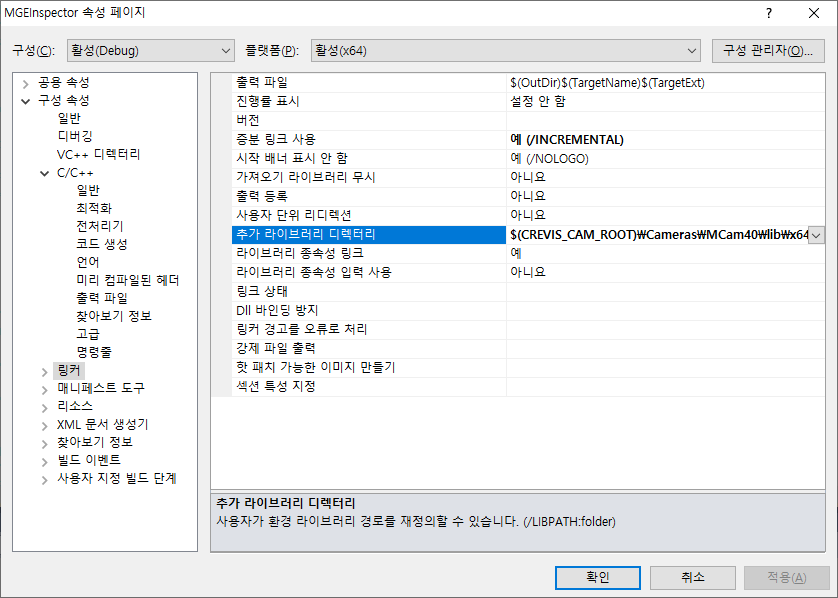 MGEInspector 속성 페이지
?
구성(C):
활성(Debug)
플랫폼(P):
활성(x64)
구성 관리자(O)...
공용 속성
구성 속성
일반
디버깅
VC++ 디렉터리
C/C++
일반
최적화
전처리기
코드 생성
언어
미리 컴파일된 헤더
출력 파일
찾아보기 정보
고급
명령줄
링커
매니페스트 도구
리소스
XML 문서 생성기
찾아보기 정보
빌드 이벤트
사용자 지정 빌드 단계
출력 파일 $(OutDir)$(TargetName)$(TargetExt)
진행률 표시 설정 안 함
버전
증분 링크 사용 예 (/INCREMENTAL)
시작 배너 표시 안 함 예 (/NOLOGO)
가져오기 라이브러리 무시 아니요
출력 등록 아니요
사용자 단위 리디렉션 아니요
추가 라이브러리 디렉터리 $(CREVIS_CAM_ROOT)₩Cameras₩MCam40₩lib₩x64
라이브러리 종속성 링크 예
라이브러리 종속성 입력 사용 아니요
링크 상태
Dll 바인딩 방지
링커 경고를 오류로 처리
강제 파일 출력
핫 패치 가능한 이미지 만들기
섹션 특성 지정
추가 라이브러리 디렉터리
사용자가 환경 라이브러리 경로를 재정의할 수 있습니다. (/LIBPATH:folder)
확인
취소
적용(A)